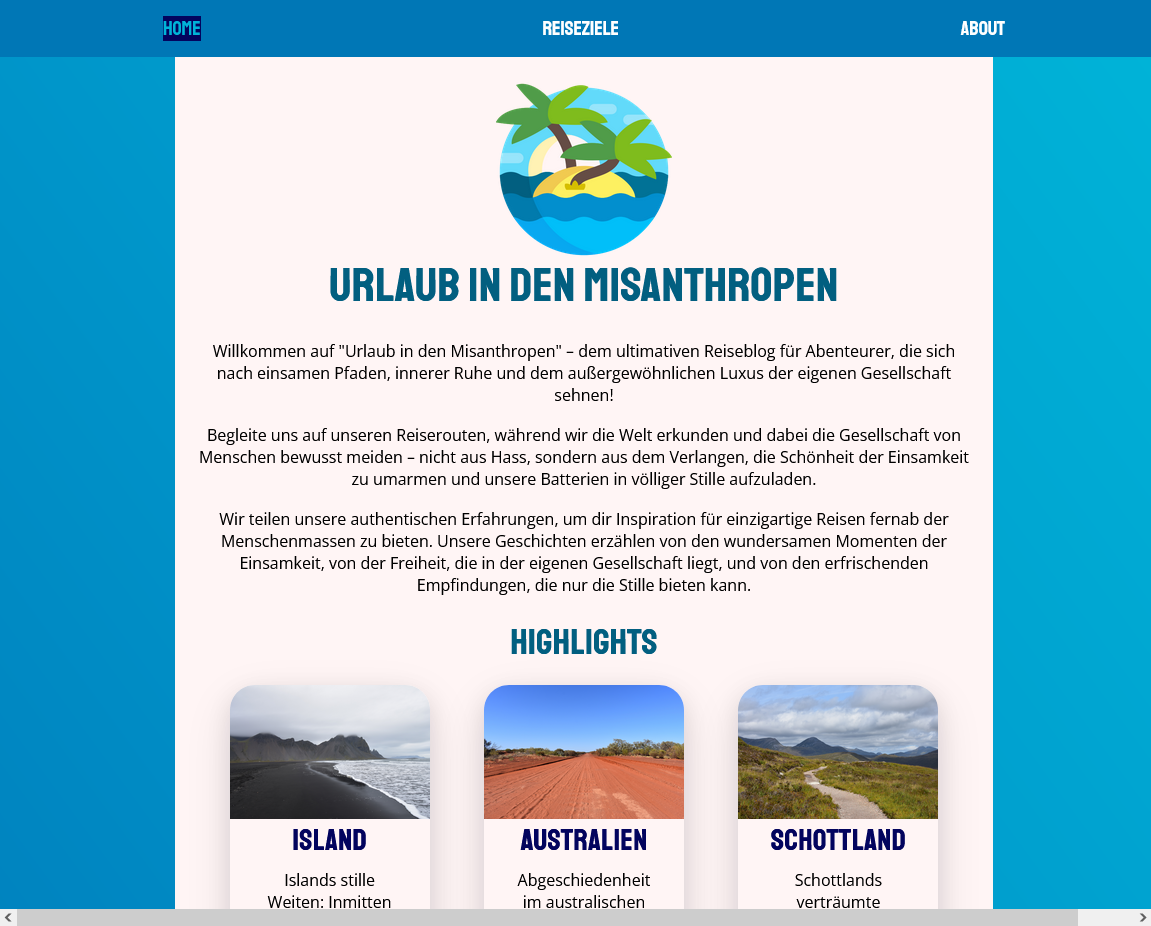 HOME REISEZIELE ABOUT
URLAUB IN DEN MISANTHROPEN
Willkommen auf "Urlaub in den Misanthropen" – dem ultimativen Reiseblog für Abenteurer, die sich
nach einsamen Pfaden, innerer Ruhe und dem außergewöhnlichen Luxus der eigenen Gesellschaft
sehnen!
Begleite uns auf unseren Reiserouten, während wir die Welt erkunden und dabei die Gesellschaft von
Menschen bewusst meiden – nicht aus Hass, sondern aus dem Verlangen, die Schönheit der Einsamkeit
zu umarmen und unsere Batterien in völliger Stille aufzuladen.
Wir teilen unsere authentischen Erfahrungen, um dir Inspiration für einzigartige Reisen fernab der
Menschenmassen zu bieten. Unsere Geschichten erzählen von den wundersamen Momenten der
Einsamkeit, von der Freiheit, die in der eigenen Gesellschaft liegt, und von den erfrischenden
Empfindungen, die nur die Stille bieten kann.
HIGHLIGHTS
ISLAND
Islands stille
Weiten: Inmitten
AUSTRALIEN
Abgeschiedenheit
im australischen
SCHOTTLAND
Schottlands
verträumte